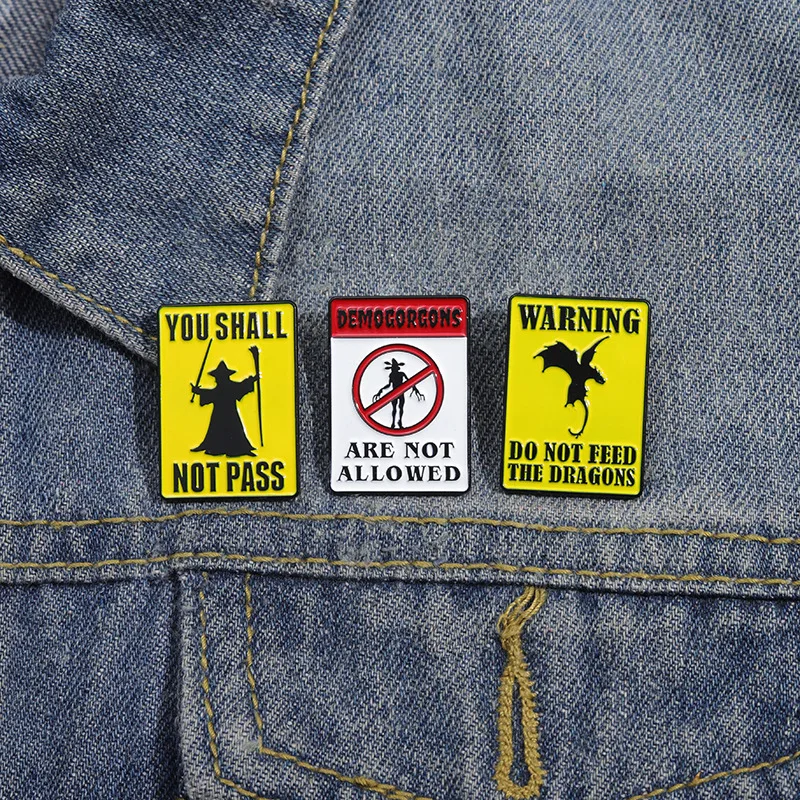 YOU SHALL
NOT PASS
DEMOGORGONS
ARE NOT
ALLOWED
WARNING
DO NOT FEED
THE DRAGONS